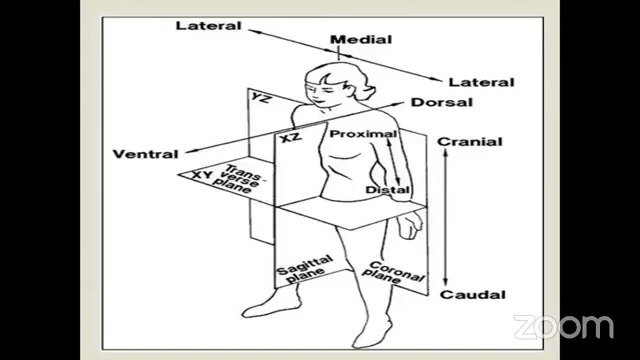 Lateral
Medial
Lateral
YZ
Dorsal
XZ
Proximal
Cranial
Ventral
XY
Trans-
verse
plane
Distal
Sagittal
plane
Coronal
plane
Caudal
zoom